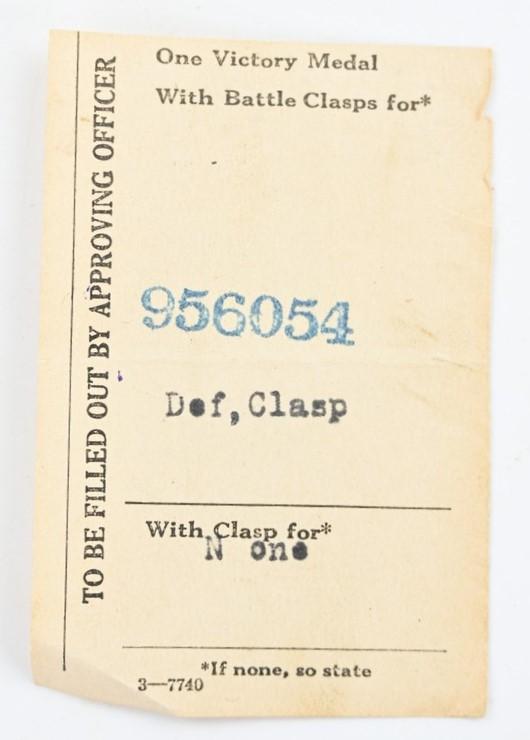 TO BE FILLED OUT BY APPROVING OFFICER
One Victory Medal
With Battle Clasps for*
956054
Def,Clasp
With Clasp for*
N one
*If none, so state
3—7740